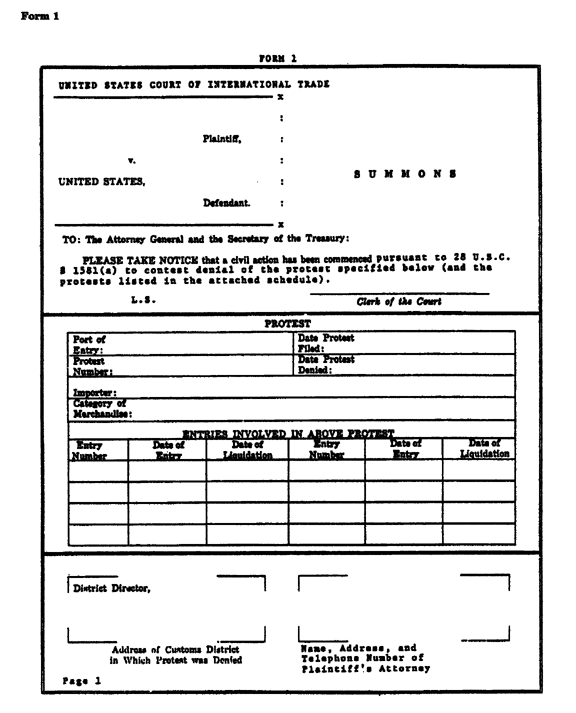 Form 1
FORM 1
UNITED STATES COURT OF INTERNATIONAL TRADE
x
:
Plaintiff, :
v. :
UNITED STATES, :
S U M M O N S
Defendant. :
x
TO: The Attorney General and the Secretary of the Treasury:
PLEASE TAKE NOTICE that a civil action has been commenced pursuant to 28 U.S.C.
§ 1581(a) to contest denial of the protest specified below (and the
protests listed in the attached schedule).
L.S.
Clerk of the Court
PROTEST
Port of
Entry:
Date Protest
Filed:
Protest
Number:
Date Protest
Denied:
Importer:
Category of
Merchandise:
ENTRIES INVOLVED IN ABOVE PROTEST
Entry
Number
Date of
Entry
Date of
Liquidation
Entry
Number
Date of
Entry
Date of
Liquidation
District Director,
Address of Customs District
in Which Protest was Denied
Name, Address, and
Telephone Number of
Plaintiff's Attorney
Page 1